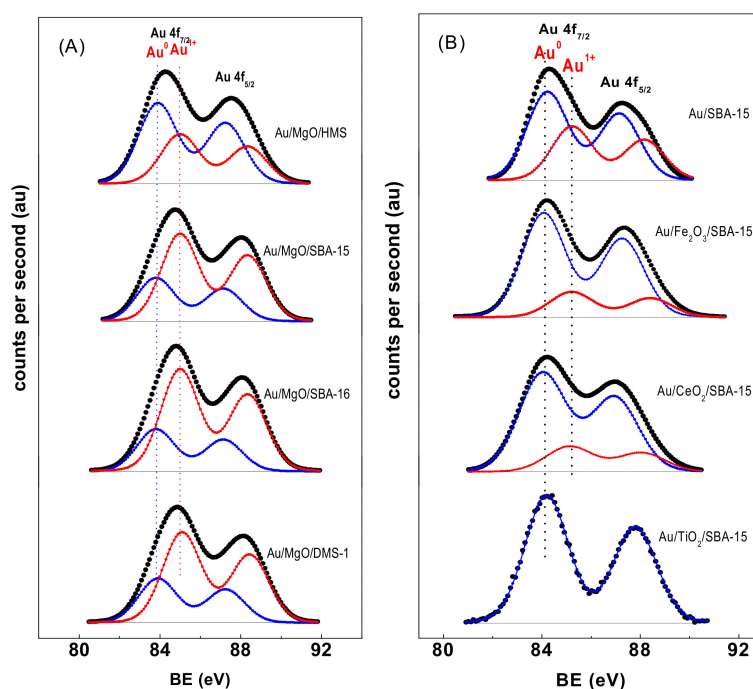 (A)
Au 4f7/2
Au0 Au1+
Au 4f5/2
Au/MgO/HMS
Au/MgO/SBA-15
Au/MgO/SBA-16
Au/MgO/DMS-1
counts per second (au)
80 84 88 92
BE (eV)
(B)
Au 4f7/2
Au0 Au1+
Au 4f5/2
Au/SBA-15
Au/Fe2O3/SBA-15
Au/CeO2/SBA-15
Au/TiO2/SBA-15
counts per second (au)
80 84 88 92
BE (eV)